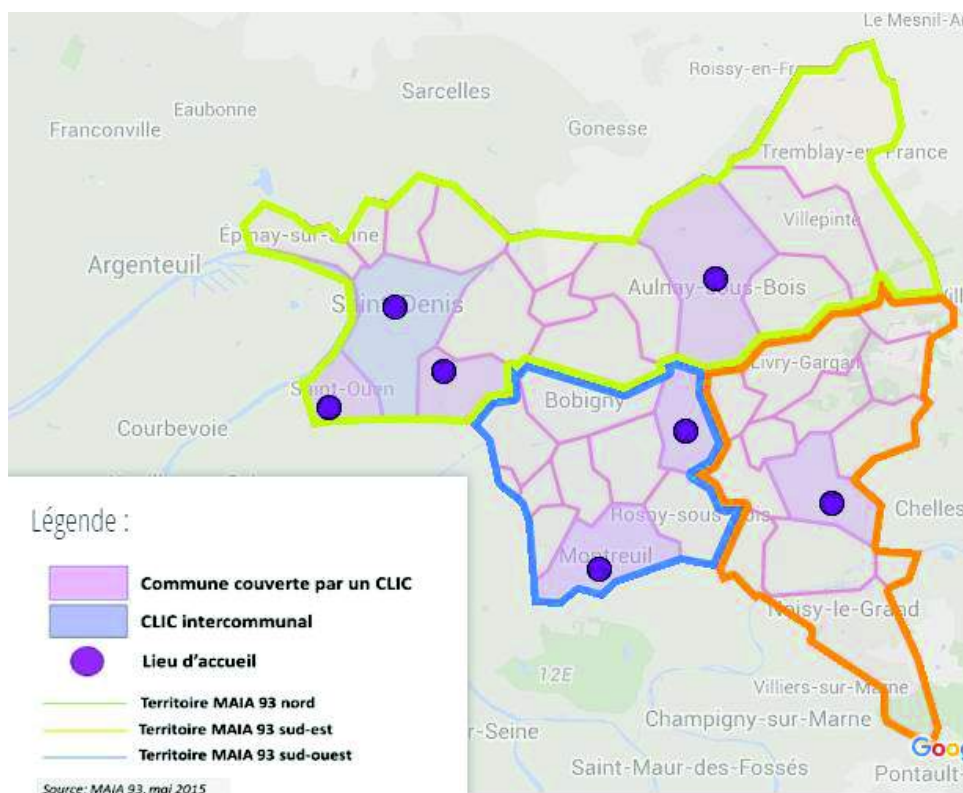 Le Mesnil-Am
Roissy-en-Fra
Sarcelles
Eaubonne
Franconville
Gonesse
Tremblay-en-France
Villepinte
Épinay-sur-Seine
Argenteuil
Aulnay-sous-Bois
Vill
Saint-Denis
Livry-Gargan
Saint-Ouen
Bobigny
Courbevoie
Chelles
Rosny-sous-Bois
Montreuil
Noisy-le-Grand
12E
Villiers-sur-Marne
Champigny-sur-Marne
r-Seine
Goog
Saint-Maur-des-Fossés
Pontault-
Légende :
Commune couverte par un CLIC
CLIC intercommunal
Lieu d’accueil
Territoire MAIA 93 nord
Territoire MAIA 93 sud-est
Territoire MAIA 93 sud-ouest
Source: MAIA 93, mai 2015